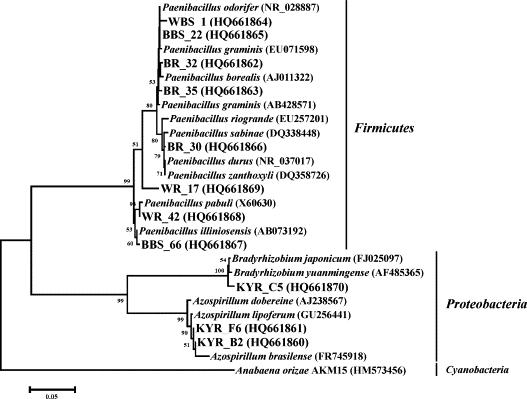 Paenibacillus odorifer (NR_028887)
WBS_1 (HQ661864)
BBS_22 (HQ661865)
Paenibacillus graminis (EU071598)
BR_32 (HQ661862)
53
Paenibacillus borealis (AJ011322)
BR_35 (HQ661863)
80
Paenibacillus graminis (AB428571)
Paenibacillus riogrande (EU257201)
Firmicutes
Paenibacillus sabinae (DQ338448)
80
51
BR_30 (HQ661866)
79
Paenibacillus durus (NR_037017)
71
Paenibacillus zanthoxyli (DQ358726)
99
WR_17 (HQ661869)
Paenibacillus pabuli (X60630)
WR_42 (HQ661868)
53
Paenibacillus illiniosensis (AB073192)
60
BBS_66 (HQ661867)
54
Bradyrhizobium japonicum (FJ025097)
100
Bradyrhizobium yuanmingense (AF485365)
KYR_C5 (HQ661870)
99
Azospirillum dobereine (AJ238567)
Proteobacteria
99
Azospirillum lipoferum (GU256441)
90
KYR_F6 (HQ661861)
51
KYR_B2 (HQ661860)
Azospirillum brasilense (FR745918)
Anabaena orizae AKM15 (HM573456)
Cyanobacteria
0.05